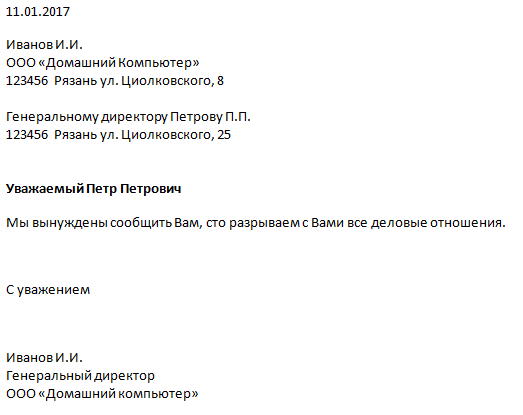 11.01.2017
Иванов И.И.
ООО «Домашний Компьютер»
123456  Рязань ул. Циолковского, 8
Генеральному директору Петрову П.П.
123456  Рязань ул. Циолковского, 25
Уважаемый Петр Петрович
Мы вынуждены сообщить Вам, сто разрываем с Вами все деловые отношения.
С уважением
Иванов И.И.
Генеральный директор
ООО «Домашний компьютер»